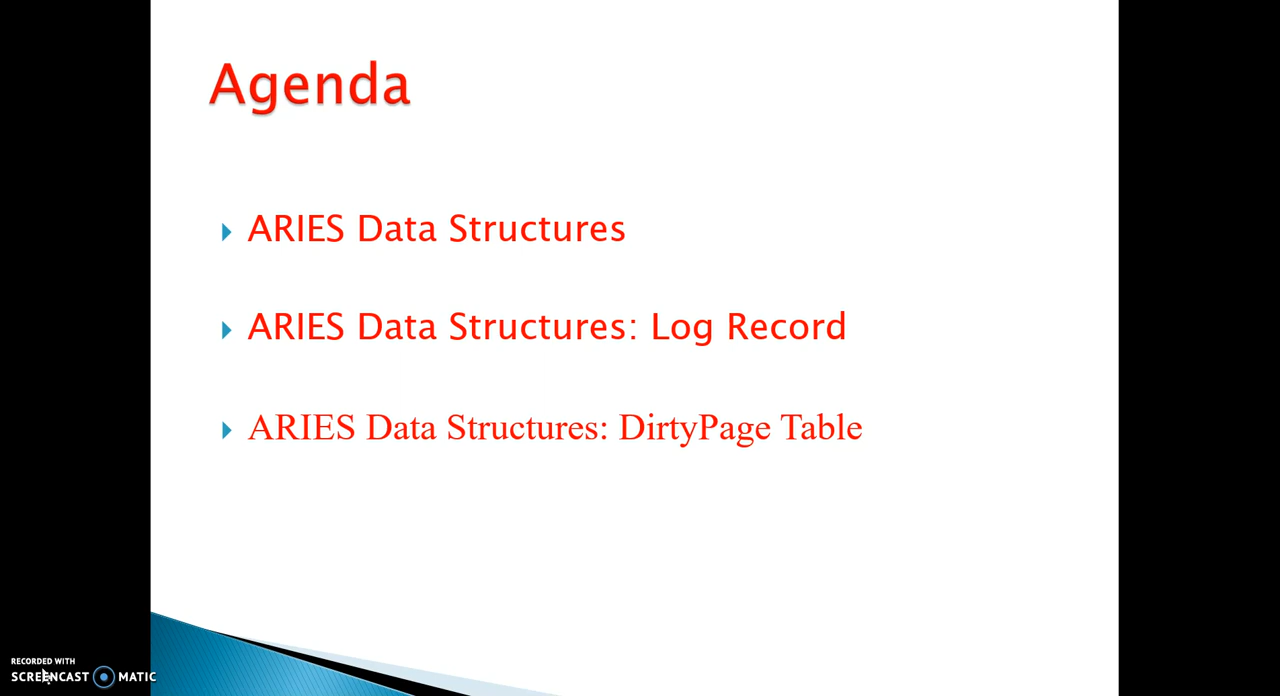 Agenda
ARIES Data Structures
ARIES Data Structures: Log Record
ARIES Data Structures: DirtyPage Table
RECORDED WITH
SCREENCAST MATIC